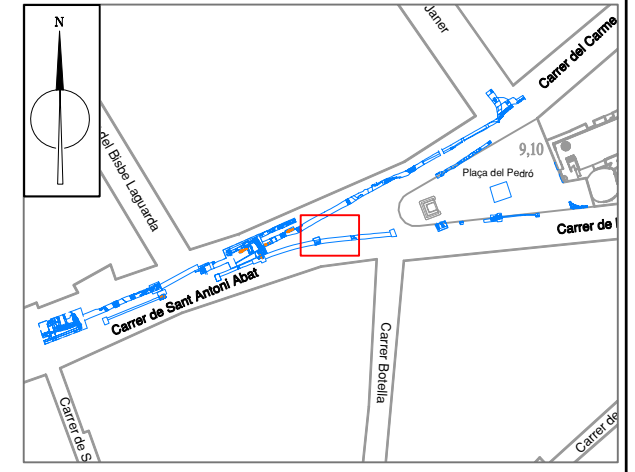 N
Janer
Carrer del Carme
del Bisbe Laguarda
9,10
Plaça del Pedró
Carrer de
Carrer de Sant Antoni Abat
Carrer Botella
Carrer de S
Carrer de